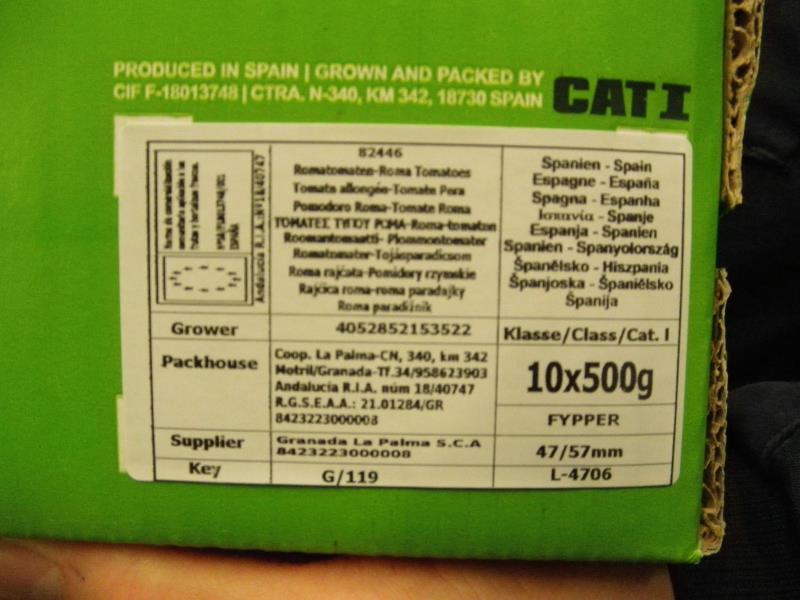 PRODUCED IN SPAIN | GROWN AND PACKED BY
CIF F-18013748 | CTRA. N-340, KM 342, 18730 SPAIN
CAT I
Andalucía R.I.A.:NV18/40747
82446
Romatomaten-Roma Tomatoes
Tomate allongée-Tomate Pera
Pomodoro Roma-Tomate Roma
ΤΟΜΑΤΕΣ ΤΥΠΟΥ ΡΟΜΑ-Roma-tomaten
Roomantomaatti- Plommontomater
Romatomater-Tojásparadicsom
Roma rajčata-Pomidory rzymskie
Rajčica roma-roma paradajky
Roma paradižnik
Spanien - Spain
Espagne - España
Spagna - Espanha
Ισπανία - Spanje
Espanja - Spanien
Spanien - Spanyolország
Španělsko - Hiszpania
Španjoska - Španielsko
Španija
Grower
4052852153522
Klasse/Class/Cat. I
Packhouse
Coop. La Palma-CN, 340, km 342
Motril/Granada-Tf.34/958623903
Andalucía R.I.A. núm 18/40747
R.G.S.E.A.A.: 21.01284/GR
8423223000008
10x500g
FYPPER
Supplier
Granada La Palma S.C.A
8423223000008
47/57mm
Key
G/119
L-4706